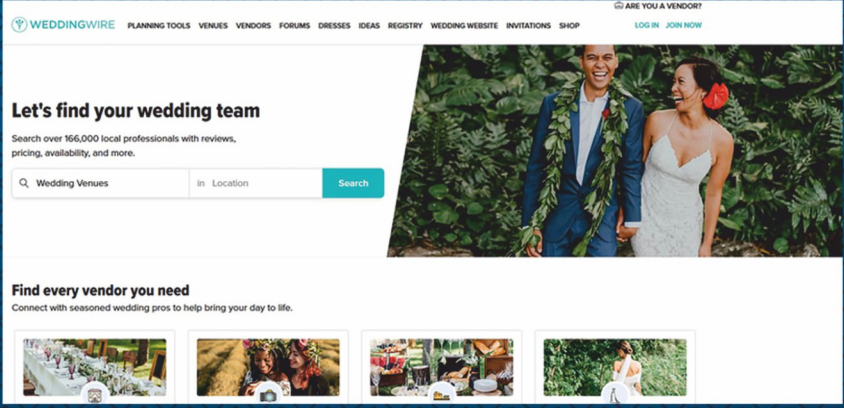 ARE YOU A VENDOR?
WEDDINGWIRE PLANNING TOOLS VENUES VENDORS FORUMS DRESSES IDEAS REGISTRY WEDDING WEBSITE INVITATIONS SHOP LOG IN JOIN NOW
Let's find your wedding team
Search over 166,000 local professionals with reviews,
pricing, availability, and more.
Wedding Venues in Location Search
Find every vendor you need
Connect with seasoned wedding pros to help bring your day to life.